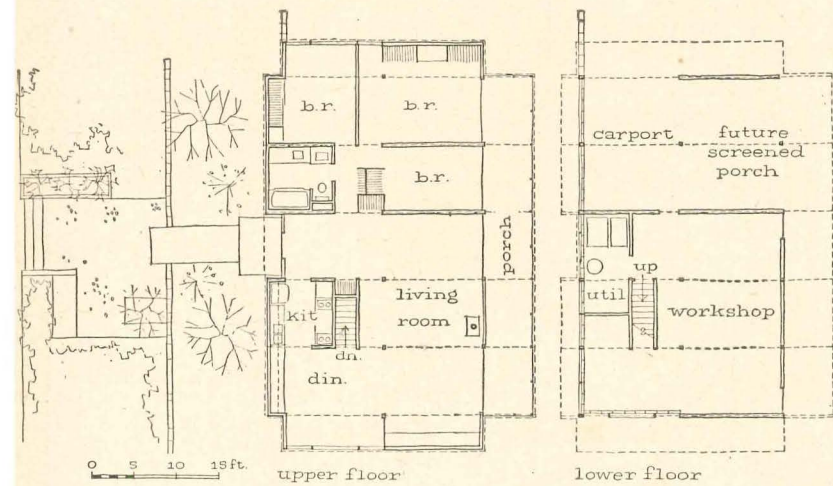 b.r.
b.r.
b.r.
porch
kit
dn.
living
room
din.
0 5 10 15ft.
upper floor
carport
future
screened
porch
up
util
workshop
lower floor